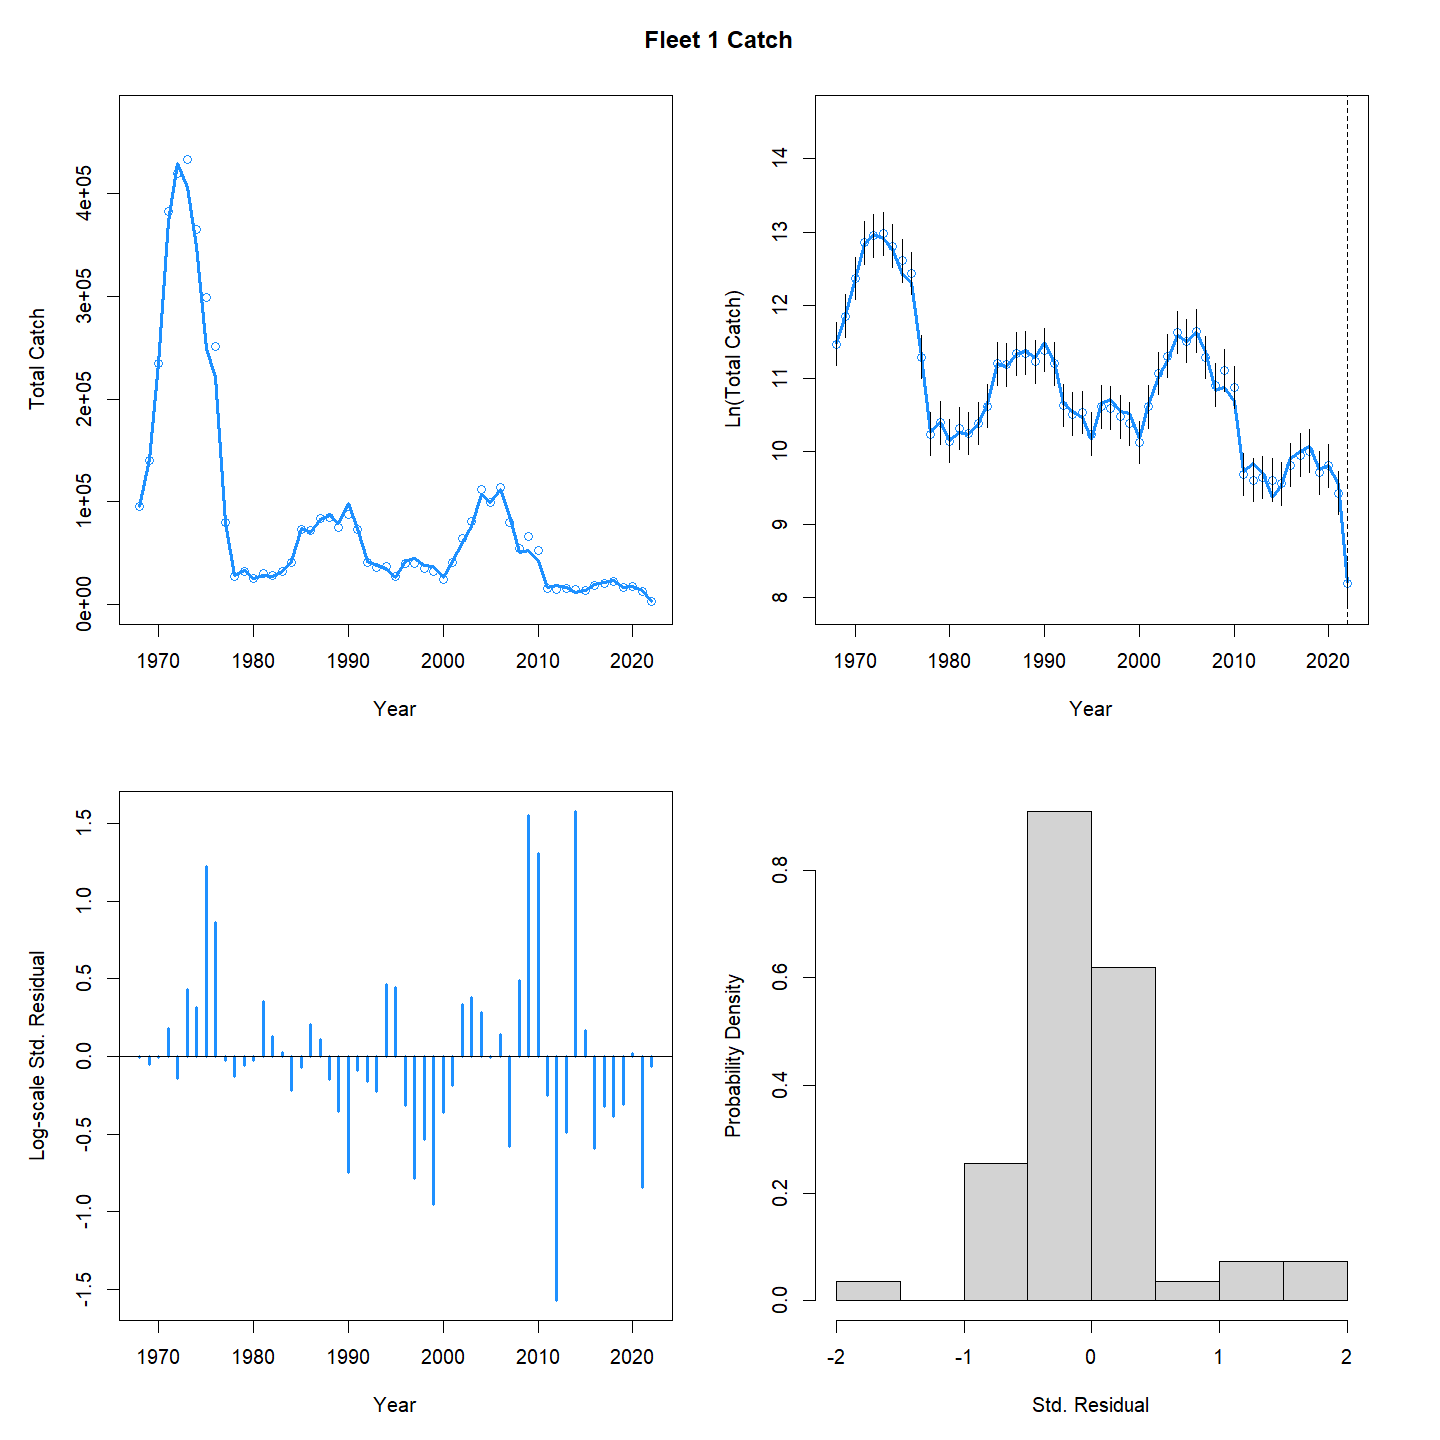 Fleet 1 Catch
Total Catch
0e+00 1e+05 2e+05 3e+05 4e+05
1970 1980 1990 2000 2010 2020
Year
Ln(Total Catch)
8 9 10 11 12 13 14
1970 1980 1990 2000 2010 2020
Year
Log-scale Std. Residual
-1.5 -1.0 -0.5 0.0 0.5 1.0 1.5
1970 1980 1990 2000 2010 2020
Year
Probability Density
0.0 0.2 0.4 0.6 0.8
-2 -1 0 1 2
Std. Residual